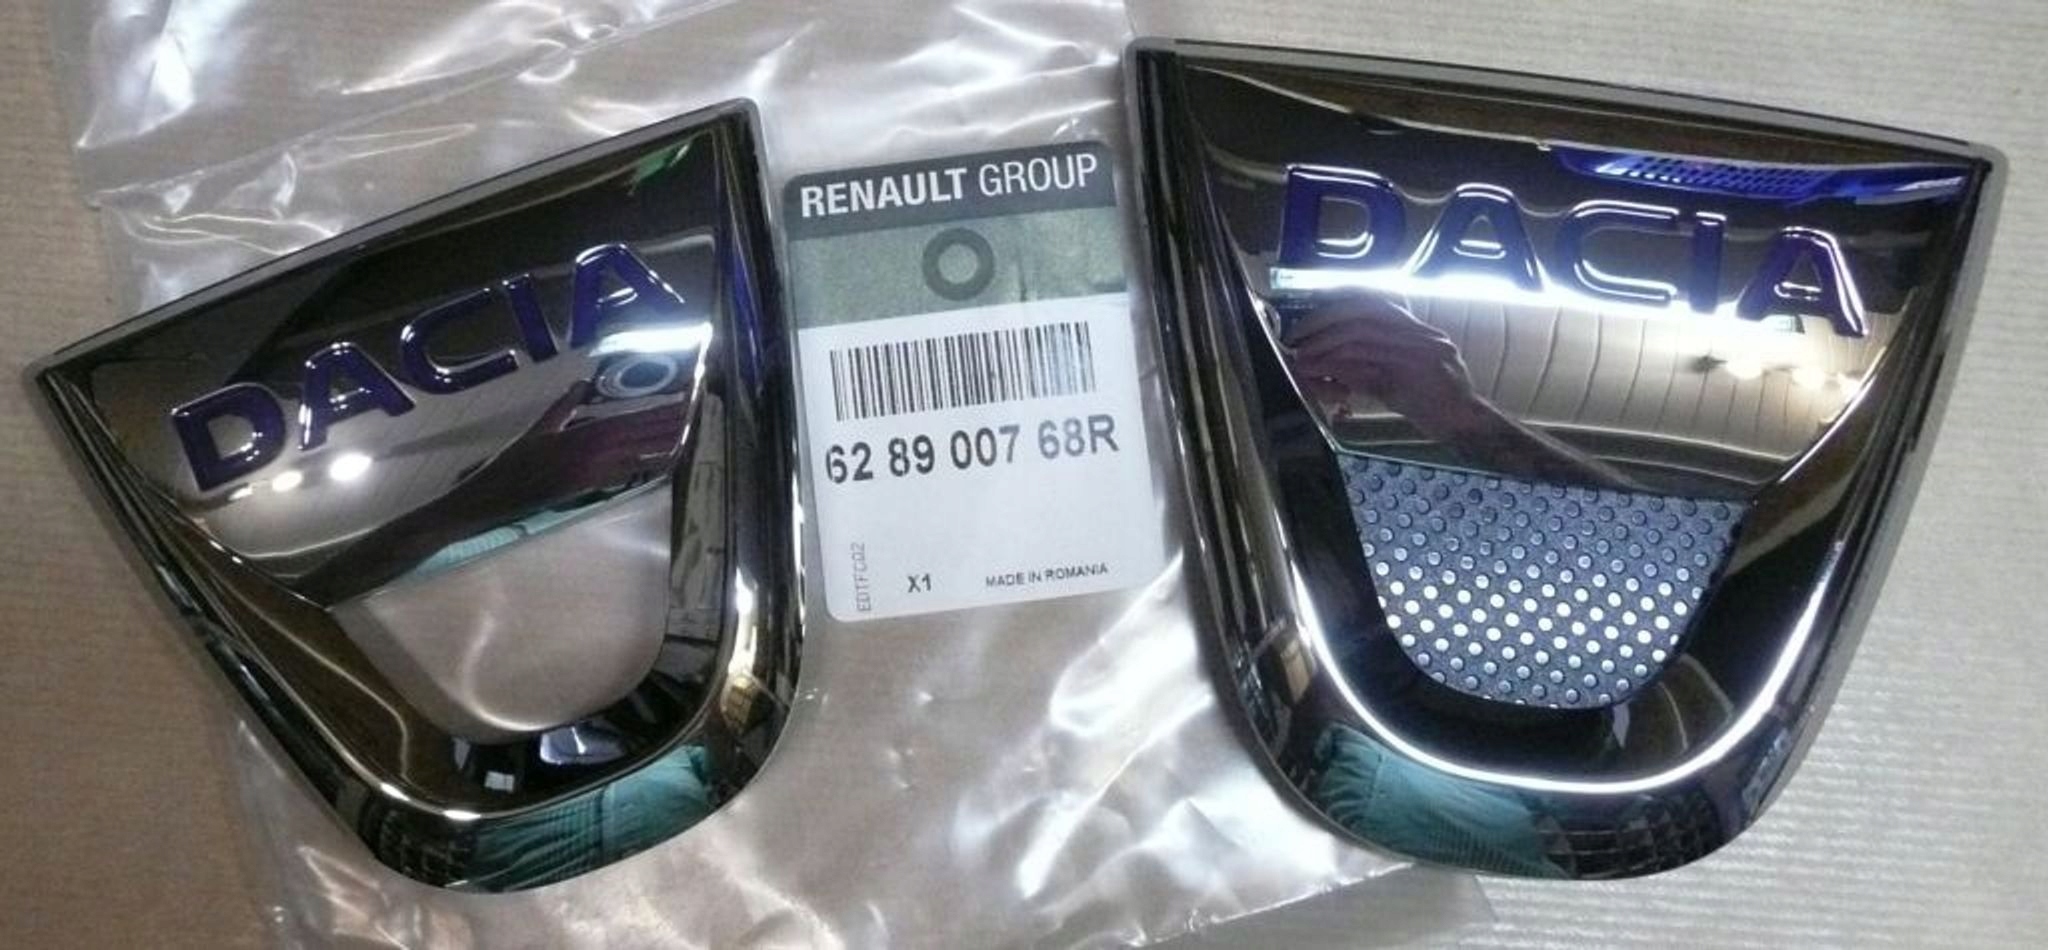 DACIA
RENAULT GROUP
62 89 007 68R
EDTFC02
X1 MADE IN ROMANIA
DACIA